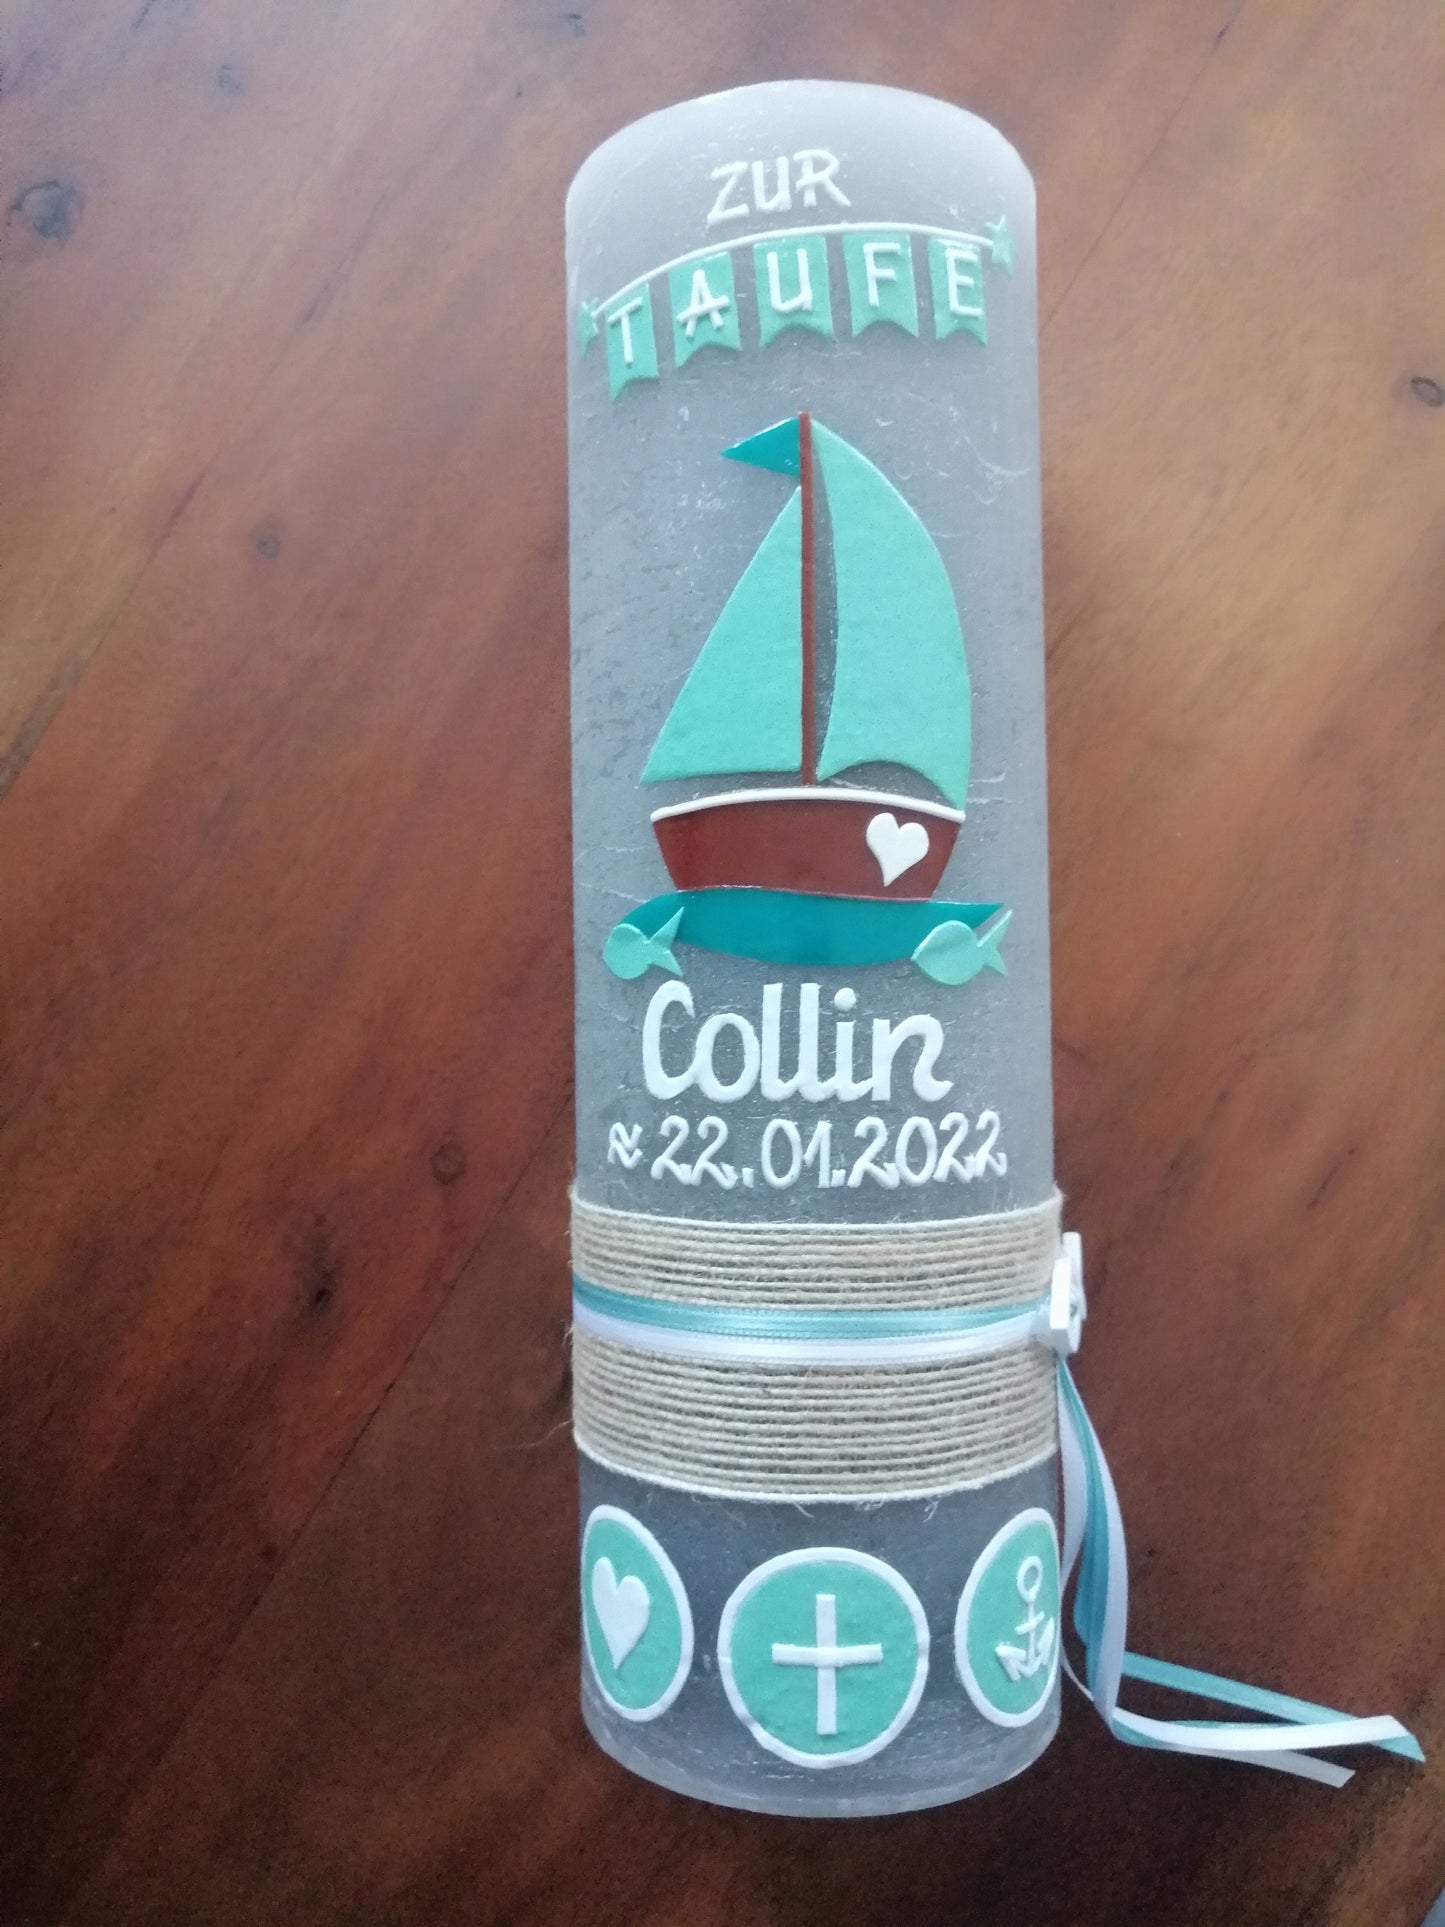 ZUR
TAUFE
Collin
≈ 22.01.2022